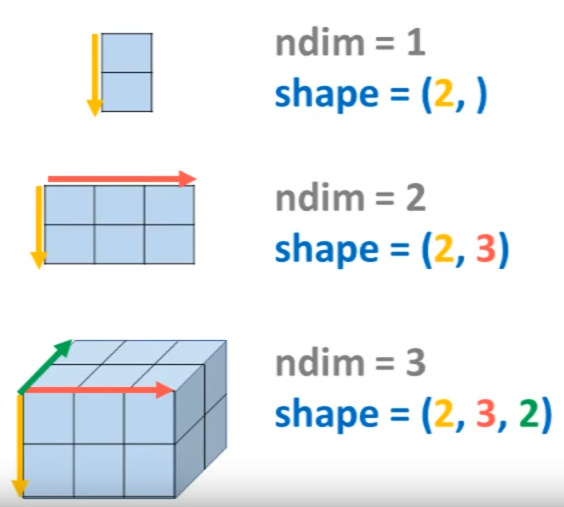 ndim = 1
shape = (2, )
ndim = 2
shape = (2, 3)
ndim = 3
shape = (2, 3, 2)